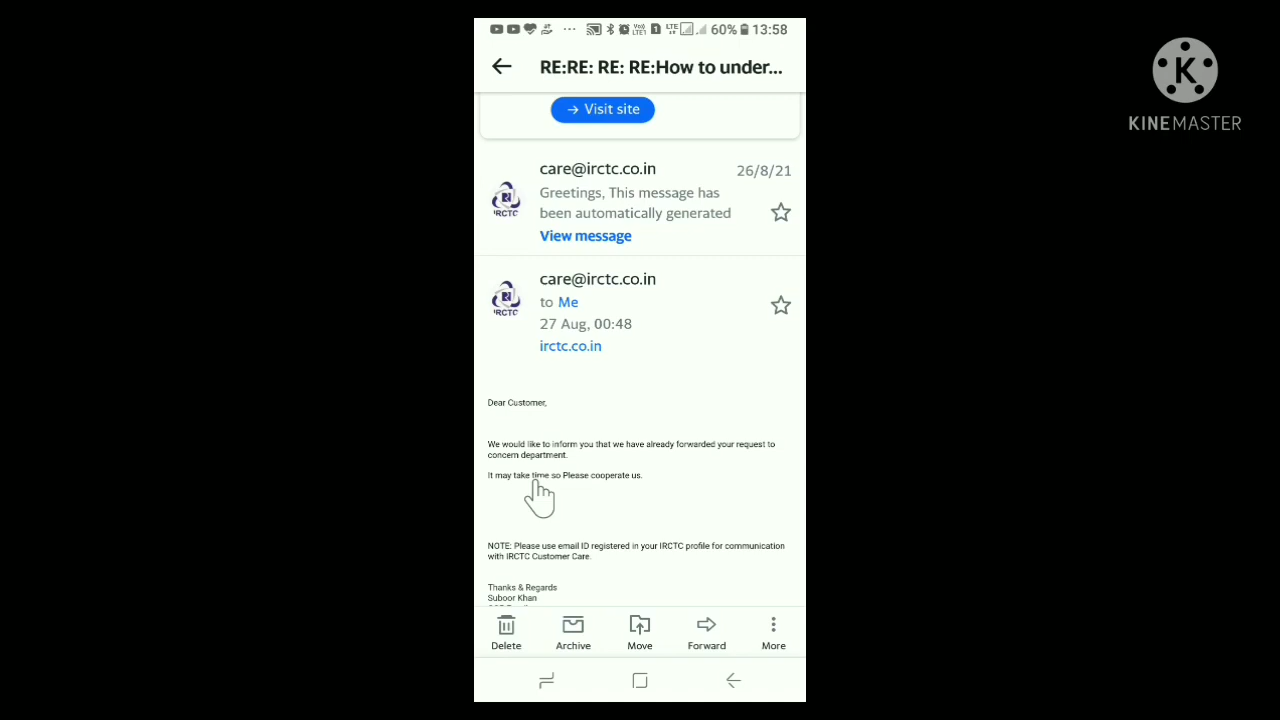 60% 13:58
RE:RE: RE: RE:How to under...
K
KINEMASTER
→ Visit site
care@irctc.co.in 26/8/21
Greetings, This message has
been automatically generated
View message
IRCTC
care@irctc.co.in
to Me
27 Aug, 00:48
irctc.co.in
IRCTC
Dear Customer,
We would like to inform you that we have already forwarded your request to
concern department.
It may take time so Please cooperate us.
NOTE: Please use email ID registered in your IRCTC profile for communication
with IRCTC Customer Care.
Thanks & Regards
Suboor Khan
Delete Archive Move Forward More